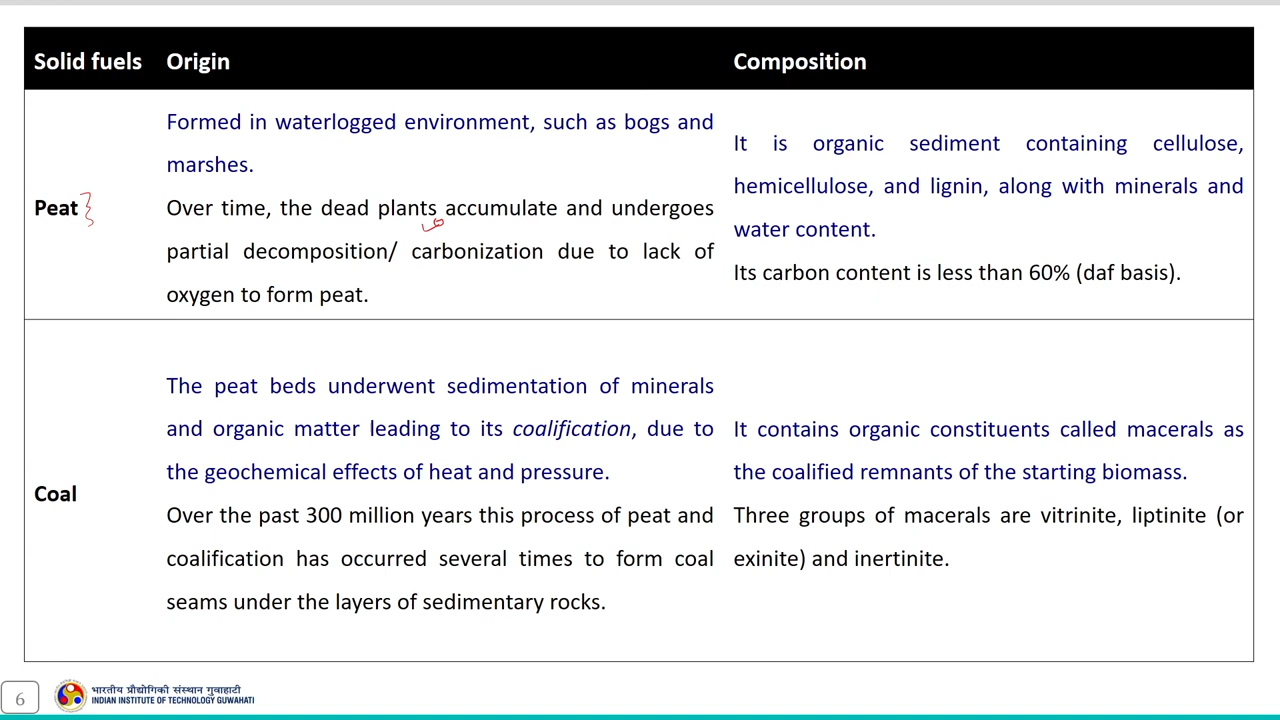 Solid fuels Origin Composition
Formed in waterlogged environment, such as bogs and
marshes.
Peat
Over time, the dead plants accumulate and undergoes
partial decomposition/ carbonization due to lack of
oxygen to form peat.
It is organic sediment containing cellulose,
hemicellulose, and lignin, along with minerals and
water content.
Its carbon content is less than 60% (daf basis).
The peat beds underwent sedimentation of minerals
and organic matter leading to its coalification, due to
the geochemical effects of heat and pressure.
Coal
Over the past 300 million years this process of peat and
coalification has occurred several times to form coal
seams under the layers of sedimentary rocks.
It contains organic constituents called macerals as
the coalified remnants of the starting biomass.
Three groups of macerals are vitrinite, liptinite (or
exinite) and inertinite.
6
भारतीय प्रौद्योगिकी संस्थान गुवाहाटी
INDIAN INSTITUTE OF TECHNOLOGY GUWAHATI